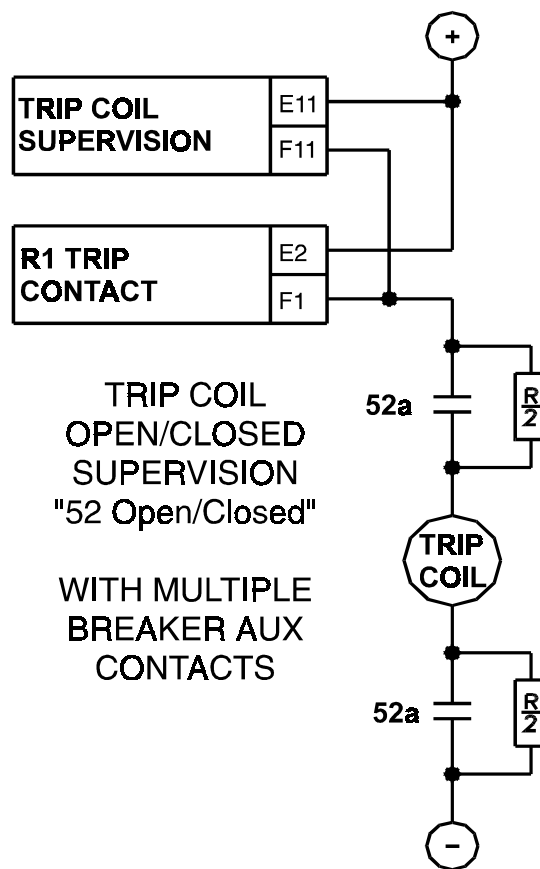 +
TRIP COIL
SUPERVISION
E11
F11
R1 TRIP
CONTACT
E2
F1
52a
R
2
TRIP COIL
OPEN/CLOSED
SUPERVISION
"52 Open/Closed"
WITH MULTIPLE
BREAKER AUX
CONTACTS
TRIP
COIL
52a
R
2
-